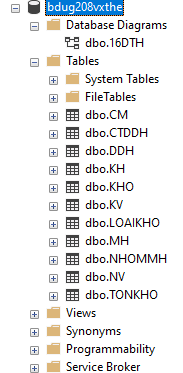 bdug208vxthe
Database Diagrams
dbo.16DTH
Tables
System Tables
FileTables
dbo.CM
dbo.CTDDH
dbo.DDH
dbo.KH
dbo.KHO
dbo.KV
dbo.LOAIKHO
dbo.MH
dbo.NHOMMH
dbo.NV
dbo.TONKHO
Views
Synonyms
Programmability
Service Broker